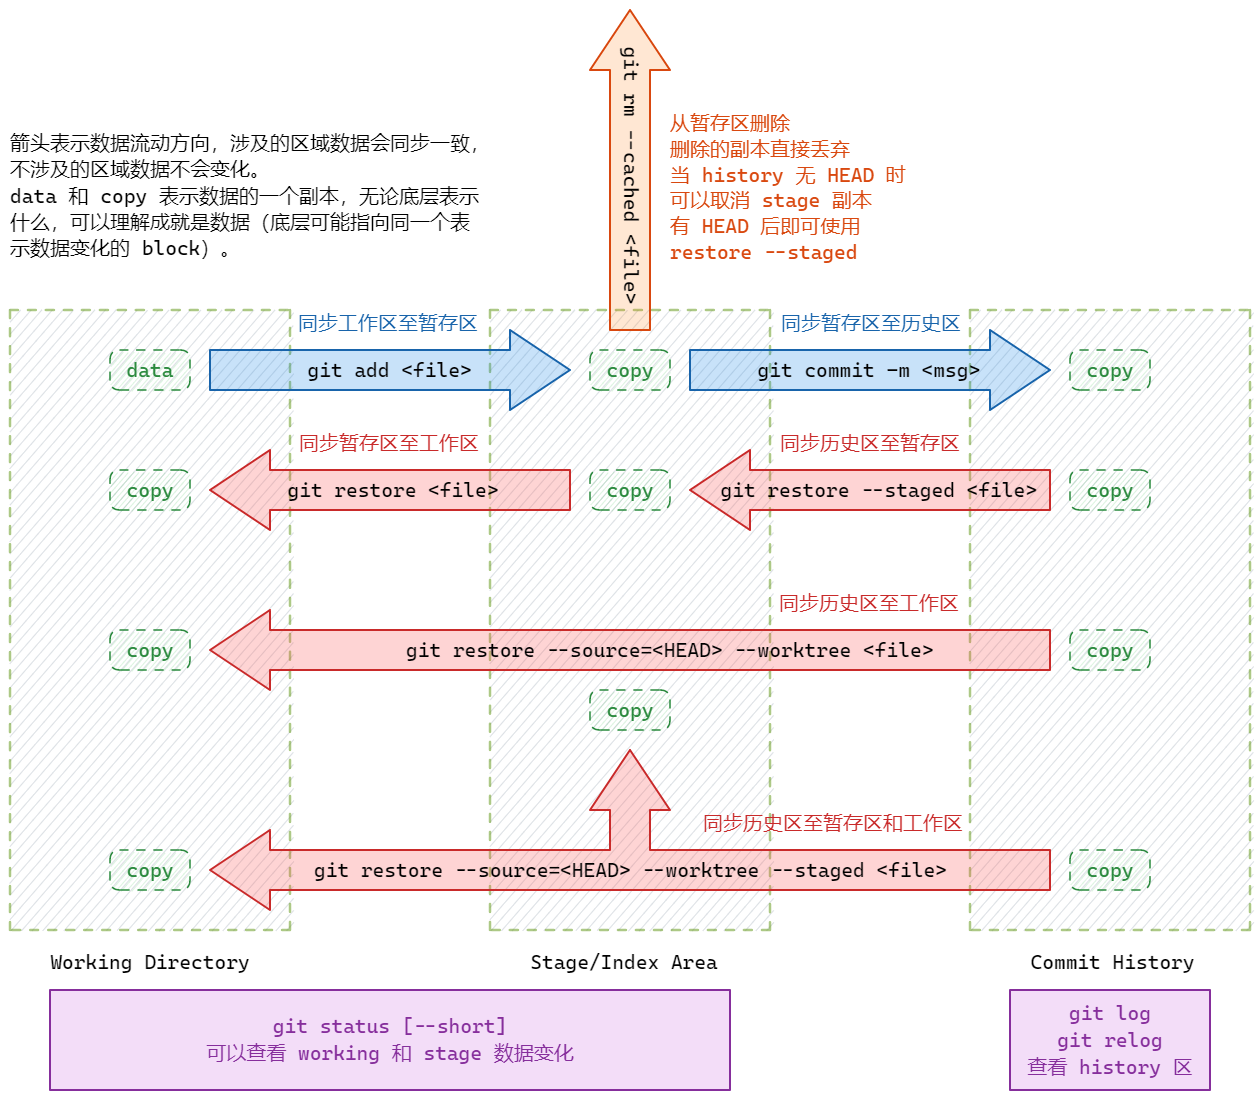 git rm --cached <file>
箭头表示数据流动方向，涉及的区域数据会同步一致，
不涉及的区域数据不会变化。
data 和 copy 表示数据的一个副本，无论底层表示
什么，可以理解成就是数据（底层可能指向同一个表
示数据变化的 block）。
从暂存区删除
删除的副本直接丢弃
当 history 无 HEAD 时
可以取消 stage 副本
有 HEAD 后即可使用
restore --staged
同步工作区至暂存区
同步暂存区至历史区
data
git add <file>
copy
git commit -m <msg>
copy
同步暂存区至工作区
同步历史区至暂存区
copy
git restore <file>
copy
git restore --staged <file>
copy
同步历史区至工作区
copy
git restore --source=<HEAD> --worktree <file>
copy
copy
同步历史区至暂存区和工作区
copy
git restore --source=<HEAD> --worktree --staged <file>
copy
Working Directory
Stage/Index Area
Commit History
git status [--short]
可以查看 working 和 stage 数据变化
git log
git relog
查看 history 区